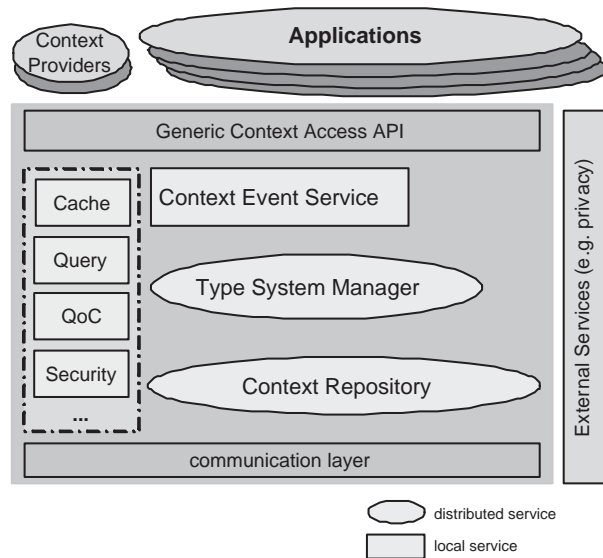 Context
Providers
Applications
Generic Context Access API
Cache
Context Event Service
Query
Type System Manager
QoC
Security
Context Repository
...
communication layer
External Services (e.g. privacy)
distributed service
local service